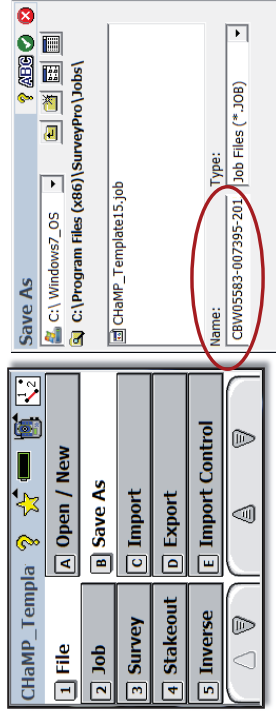 CHaMP_Templa
1 File
2 Job
3 Survey
4 Stakeout
5 Inverse
A Open / New
B Save As
C Import
D Export
E Import Control
Save As
? ABC
C:\ Windows7_OS
C:\Program Files (x86)\SurveyPro\Jobs\
CHaMP_Template15.job
Name: Type:
CBW05583-007395-201 Job Files (*.JOB)